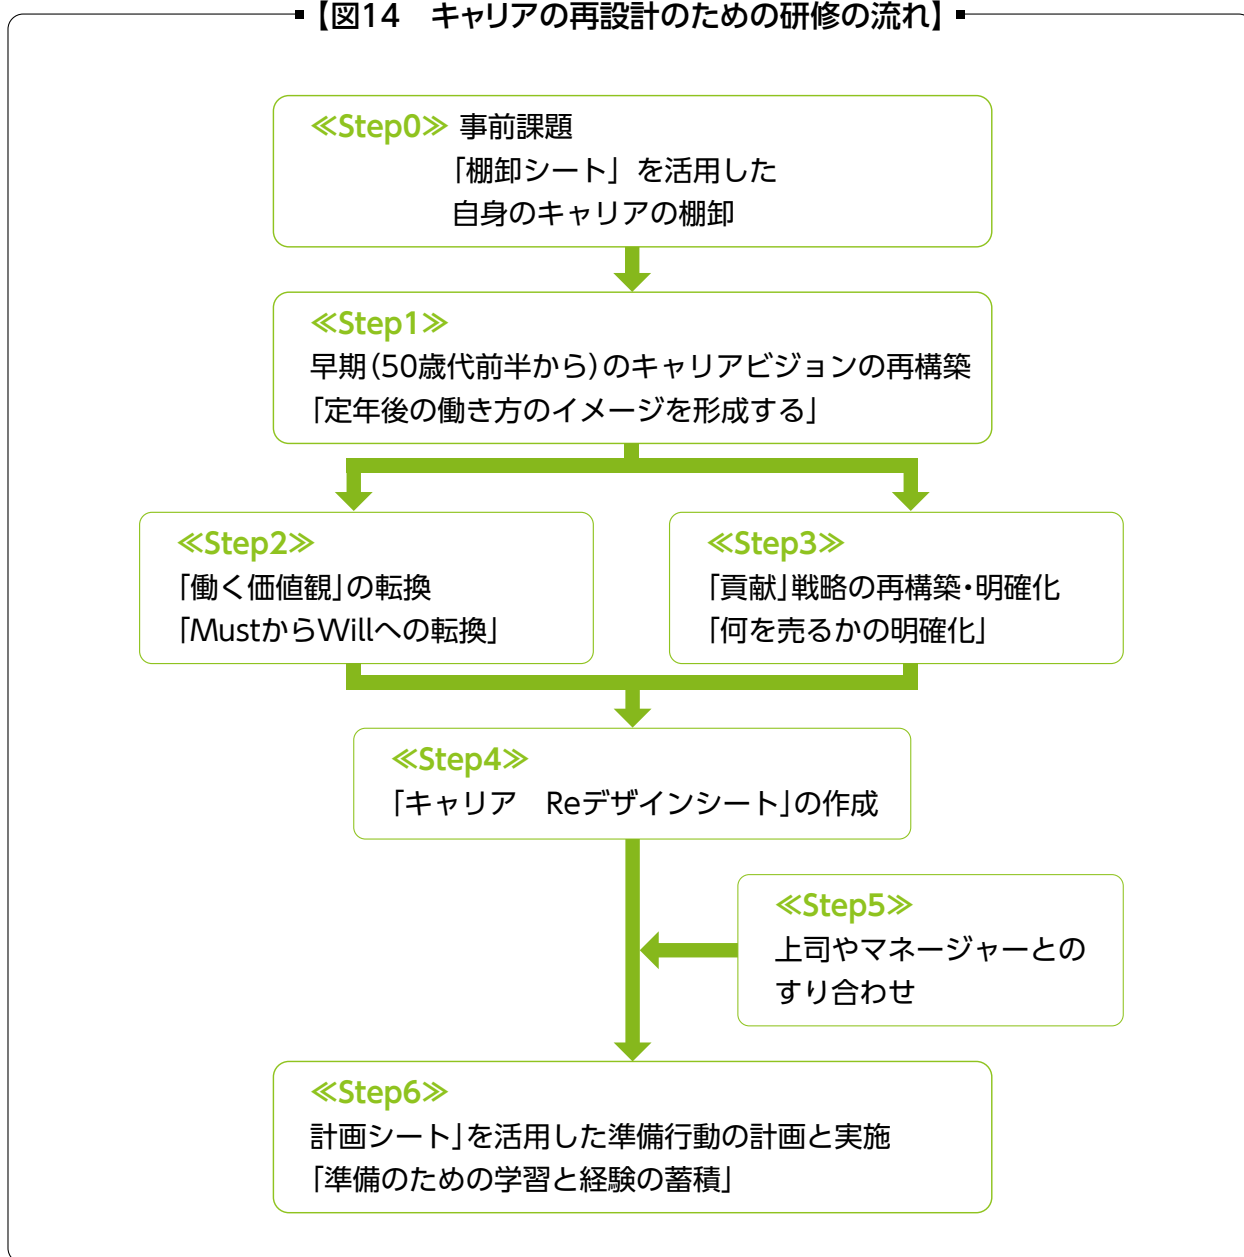 【図14　キャリアの再設計のための研修の流れ】
≪Step0≫ 事前課題
「棚卸シート」を活用した
自身のキャリアの棚卸
≪Step1≫
早期(50歳代前半から)のキャリアビジョンの再構築
「定年後の働き方のイメージを形成する」
≪Step2≫
「働く価値観」の転換
「MustからWillへの転換」
≪Step3≫
「貢献」戦略の再構築・明確化
「何を売るかの明確化」
≪Step4≫
「キャリア　Reデザインシート」の作成
≪Step5≫
上司やマネージャーとの
すり合わせ
≪Step6≫
計画シート」を活用した準備行動の計画と実施
「準備のための学習と経験の蓄積」